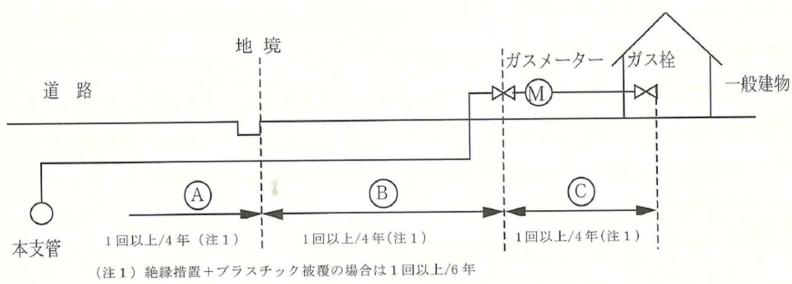 地境
ガスメーター ガス栓
道路
一般建物
M
A
B
C
本支管
1回以上/4年(注1)
1回以上/4年(注1)
1回以上/4年(注1)
(注1)絶縁措置+プラスチック被覆の場合は1回以上/6年